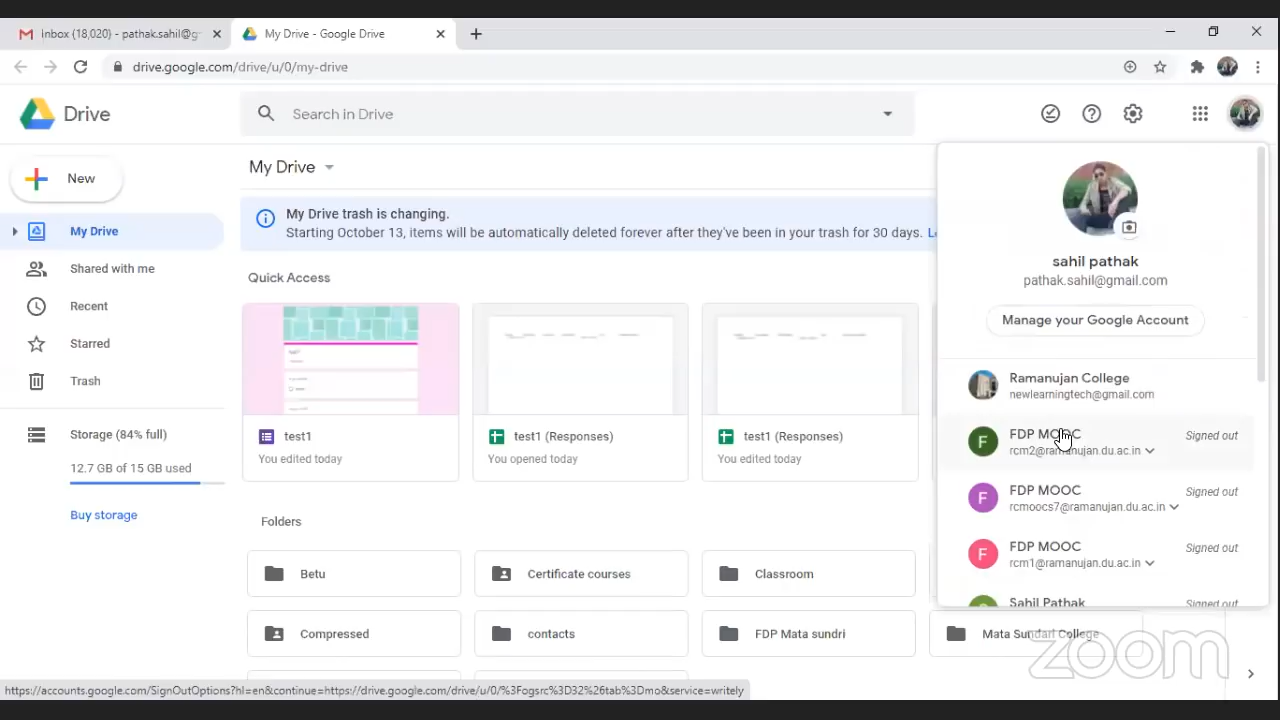 Inbox (18,020) - pathak.sahil@g
My Drive - Google Drive
drive.google.com/drive/u/0/my-drive
Drive
Search in Drive
New
My Drive
Shared with me
Recent
Starred
Trash
Storage (84% full)
12.7 GB of 15 GB used
Buy storage
My Drive
My Drive trash is changing.
Starting October 13, items will be automatically deleted forever after they've been in your trash for 30 days. L
Quick Access
test1
You edited today
test1 (Responses)
You opened today
test1 (Responses)
You edited today
Folders
Betu
Certificate courses
Classroom
Compressed
contacts
FDP Mata sundri
Mata Sundari College
sahil pathak
pathak.sahil@gmail.com
Manage your Google Account
Ramanujan College
newlearningtech@gmail.com
F
FDP MOOC
Signed out
rcm2@ramanujan.du.ac.in
F
FDP MOOC
Signed out
rcmoocs7@ramanujan.du.ac.in
F
FDP MOOC
Signed out
rcm1@ramanujan.du.ac.in
Sahil Pathak
Signed out
zoom
https://accounts.google.com/SignOutOptions?hl=en&continue=https://drive.google.com/drive/u/0/%3Fogsrc%3D32%26tab%3Dmo&service=writely